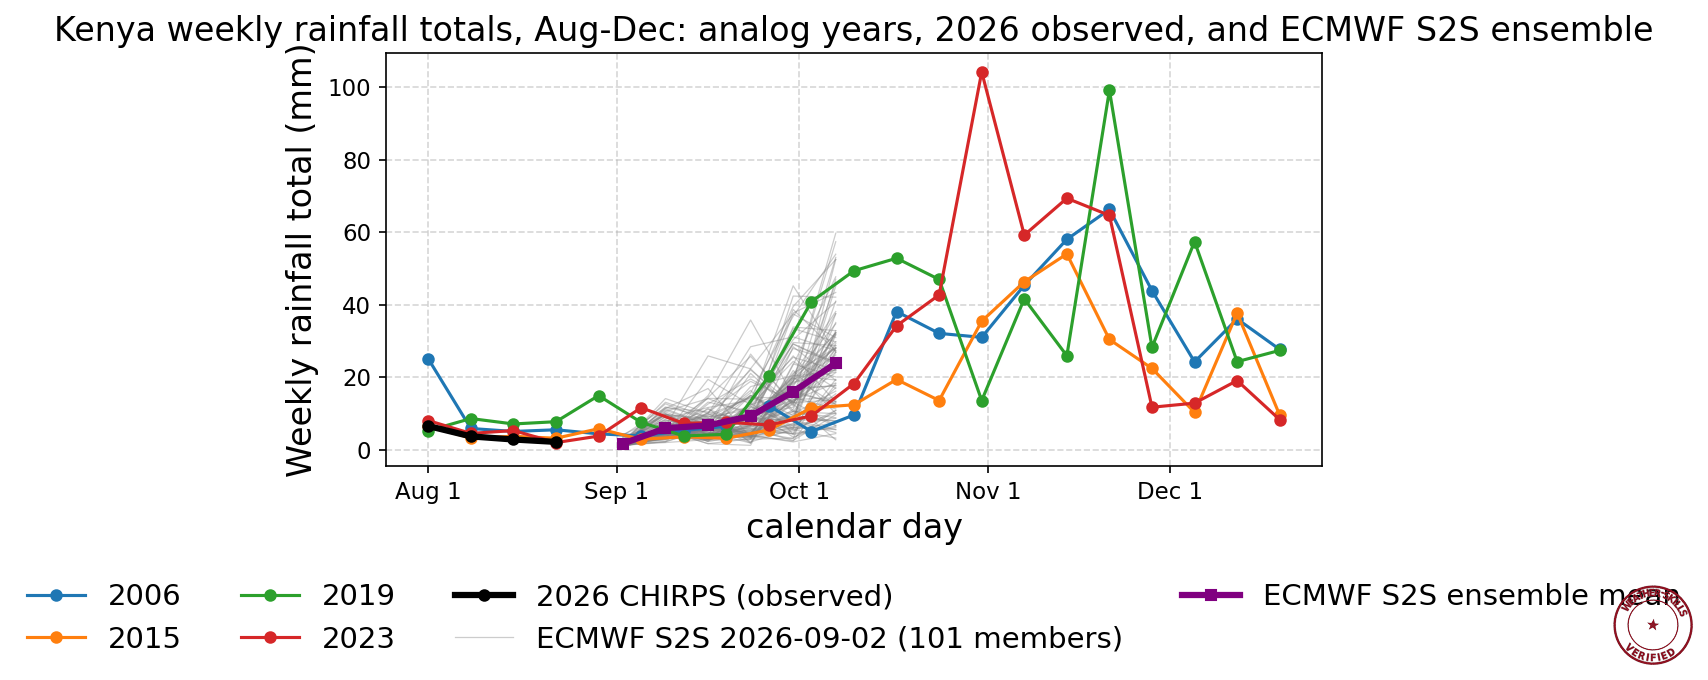 Kenya weekly rainfall totals, Aug-Dec: analog years, 2026 observed, and ECMWF S2S ensemble
Weekly rainfall total (mm)
100
80
60
40
20
0
Aug 1
Sep 1
Oct 1
Nov 1
Dec 1
calendar day
2006
2015
2019
2023
2026 CHIRPS (observed)
ECMWF S2S 2026-09-02 (101 members)
ECMWF S2S ensemble mean
WEATHER-SKILLS
VERIFIED